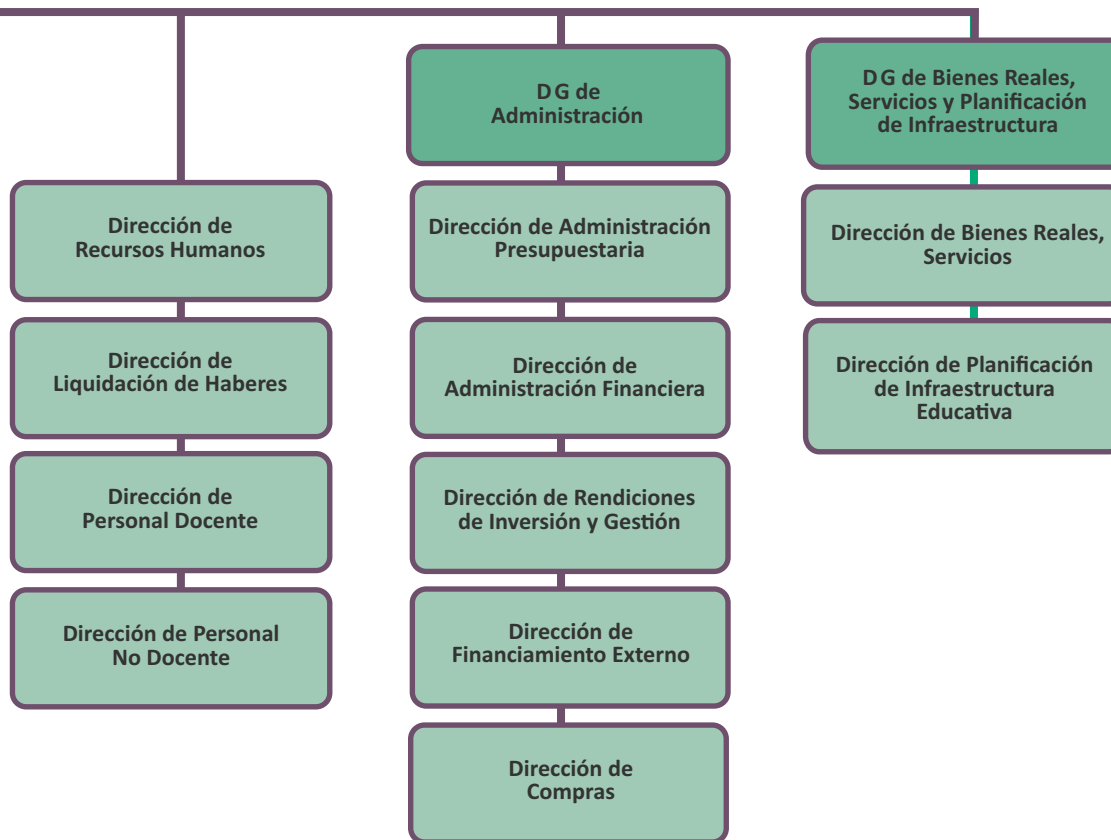 Dirección de
Recursos Humanos
Dirección de
Liquidación de Haberes
Dirección de
Personal Docente
Dirección de Personal
No Docente
DG de
Administración
Dirección de Administración
Presupuestaria
Dirección de
Administración Financiera
Dirección de Rendiciones
de Inversión y Gestión
Dirección de
Financiamiento Externo
Dirección de
Compras
DG de Bienes Reales,
Servicios y Planificación
de Infraestructura
Dirección de Bienes Reales,
Servicios
Dirección de Planificación
de Infraestructura
Educativa